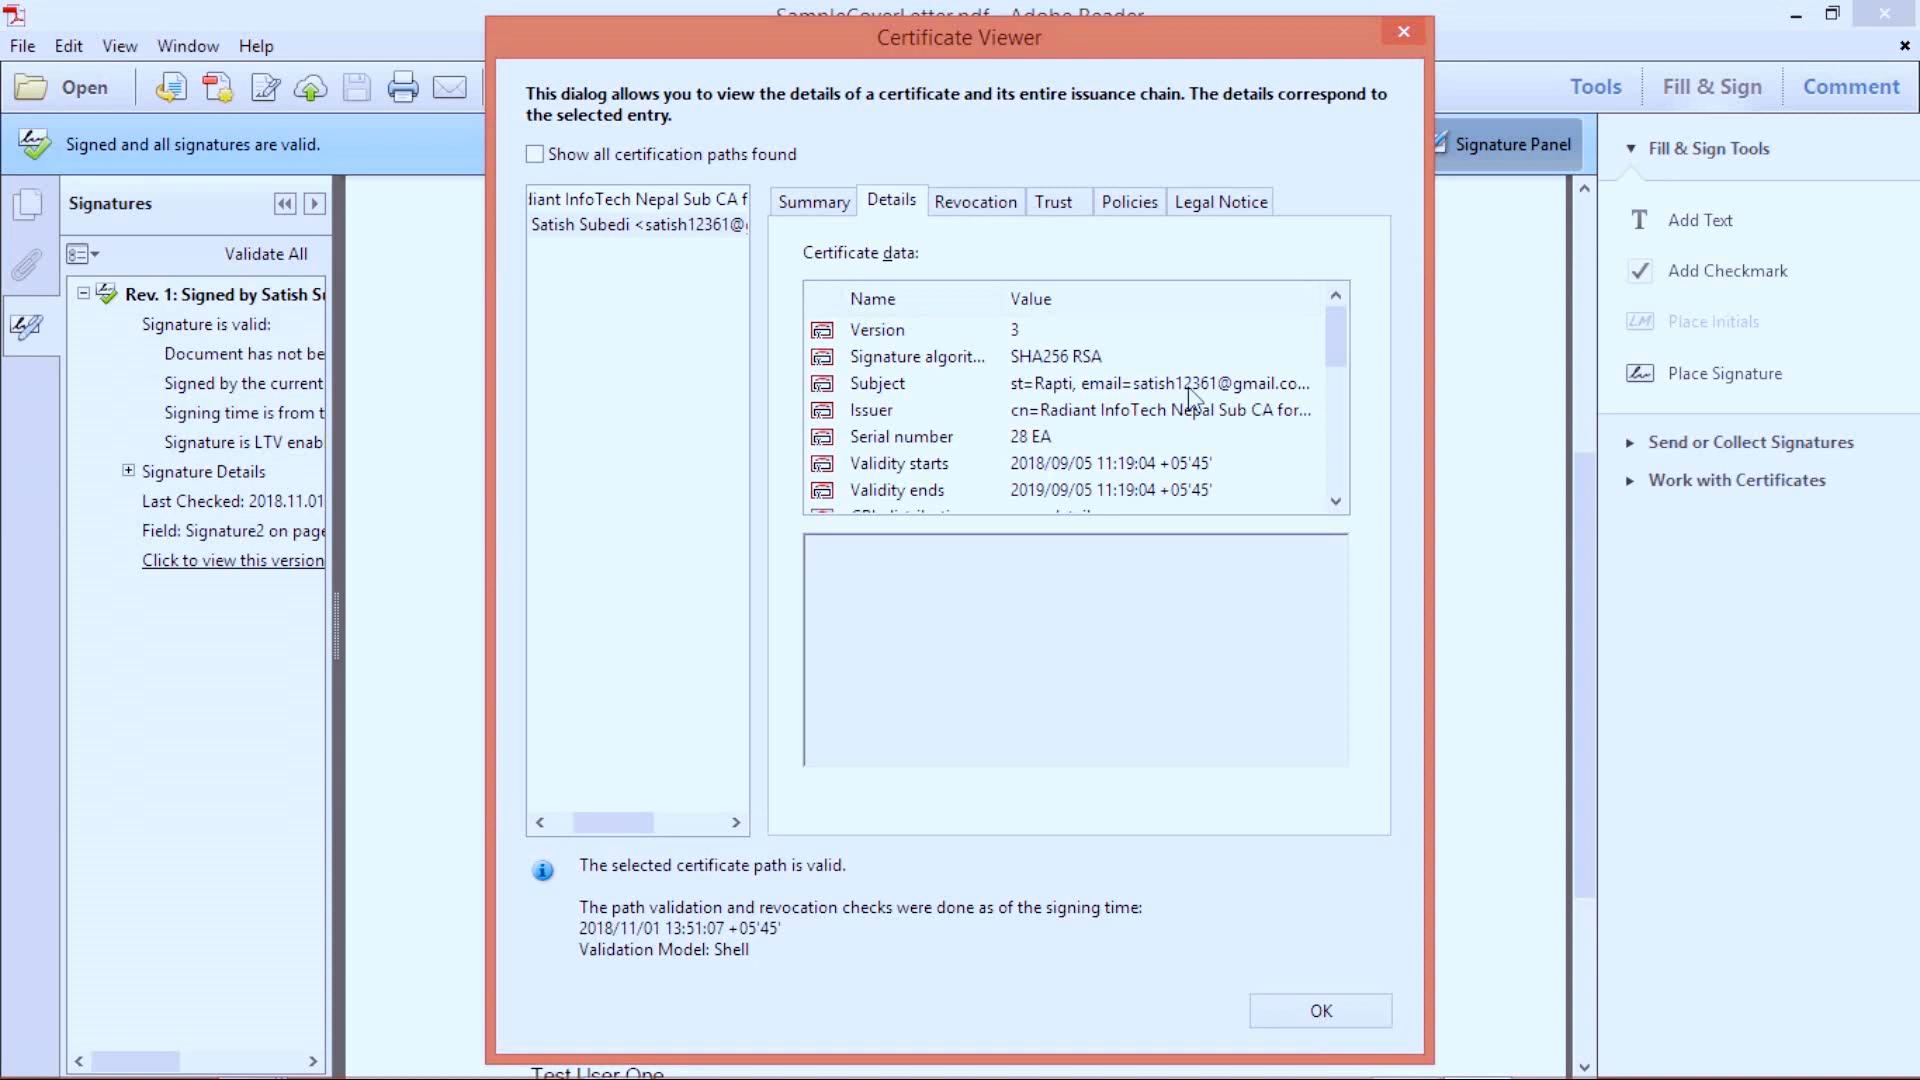 SampleCoverLetter.pdf - Adobe Reader
Certificate Viewer
File Edit View Window Help
Open
Tools Fill & Sign Comment
This dialog allows you to view the details of a certificate and its entire issuance chain. The details correspond to
the selected entry.
Signed and all signatures are valid.
Signature Panel
Show all certification paths found
Fill & Sign Tools
Signatures
diant InfoTech Nepal Sub CA f
Satish Subedi <satish12361@
Summary Details Revocation Trust Policies Legal Notice
Add Text
Validate All
Certificate data:
Add Checkmark
Rev. 1: Signed by Satish Su
Name Value
Signature is valid:
Version 3
Place Initials
Document has not be
Signature algorit... SHA256 RSA
Signed by the current
Subject st=Rapti, email=satish12361@gmail.co...
Place Signature
Signing time is from t
Issuer cn=Radiant InfoTech Nepal Sub CA for...
Signature is LTV enab
Serial number 28 EA
Send or Collect Signatures
Signature Details
Validity starts 2018/09/05 11:19:04 +05'45'
Work with Certificates
Last Checked: 2018.11.01
Validity ends 2019/09/05 11:19:04 +05'45'
Field: Signature2 on page
Click to view this version
The selected certificate path is valid.
The path validation and revocation checks were done as of the signing time:
2018/11/01 13:51:07 +05'45'
Validation Model: Shell
OK
Test User One